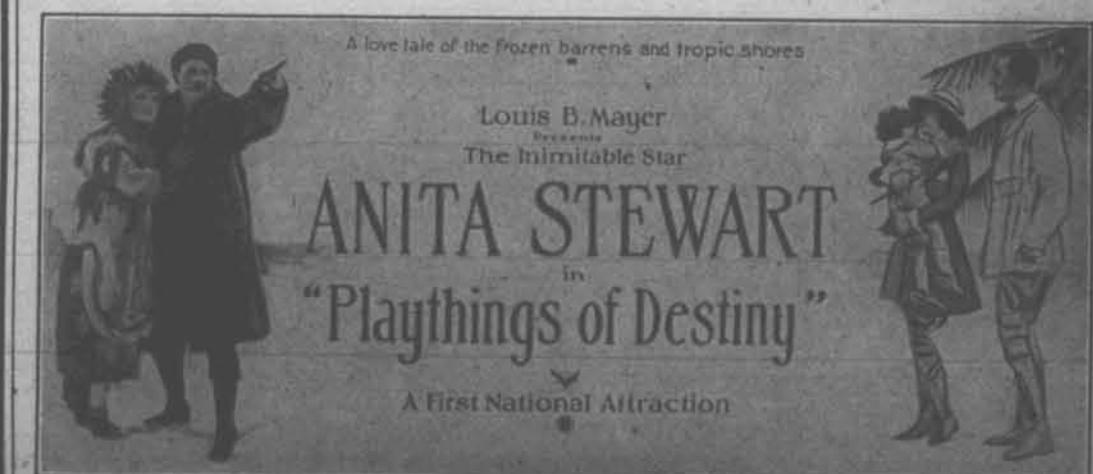 A love tale of the frozen barrens and tropic shores
Louis B. Mayer
Presents
The Inimitable Star
ANITA STEWART
in
"Playthings of Destiny"
A First National Attraction